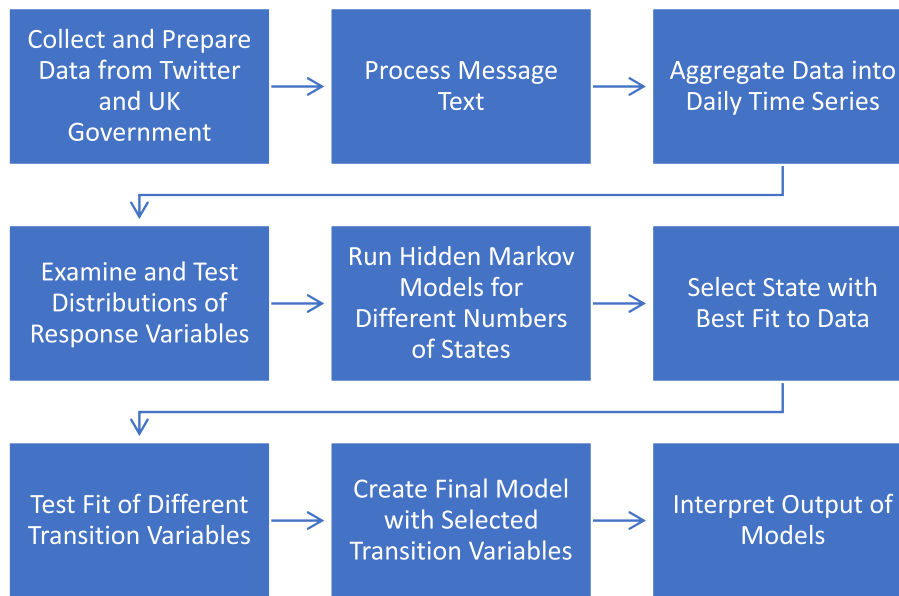 Collect and Prepare
Data from Twitter
and UK
Government
Process Message
Text
Aggregate Data into
Daily Time Series
Examine and Test
Distributions of
Response Variables
Run Hidden Markov
Models for
Different Numbers
of States
Select State with
Best Fit to Data
Test Fit of Different
Transition Variables
Create Final Model
with Selected
Transition Variables
Interpret Output of
Models